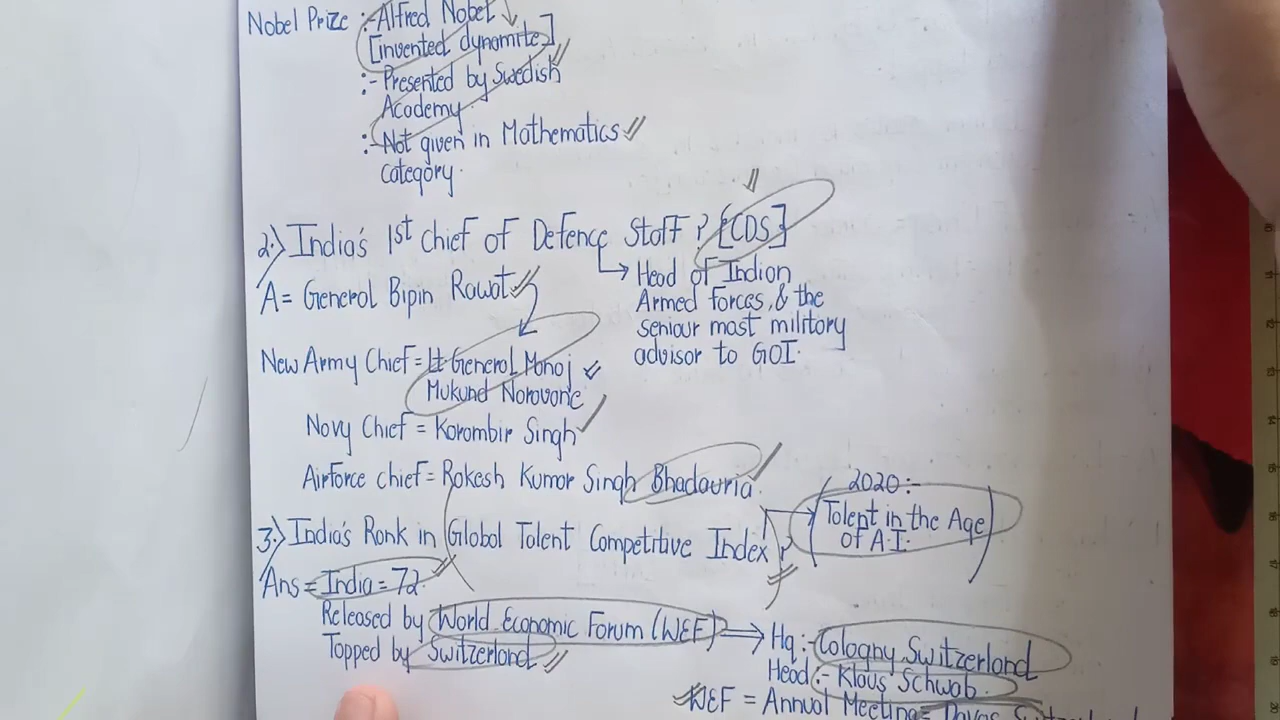 Nobel Prize :- Alfred Nobel
[invented dynomite]
:- Presented by Swedish
Academy.
:- Not given in Mathematics
category.
2.) India's 1st chief of Defence Staff? [CDS]
Head of Indian
Armed forces, & the
seniour most military
advisor to GOI.
A= General Bipin Rawat
New Army Chief = Lt General Manoj
Mukund Naravane
Navy Chief = Karambir Singh
Airforce chief = Rakesh Kumar Singh Bhadauria.
3.) India's Rank in Global Talent Competitive Index?
2020:-
Talent in the Age
of A.I.
Ans = India = 72.
Released by World Economic Forum (WEF)
Topped by Switzerland
Hq:- Cologny Switzerland
Head:- Klaus Schwab.
WEF = Annual Meeting = Davos Switzerland